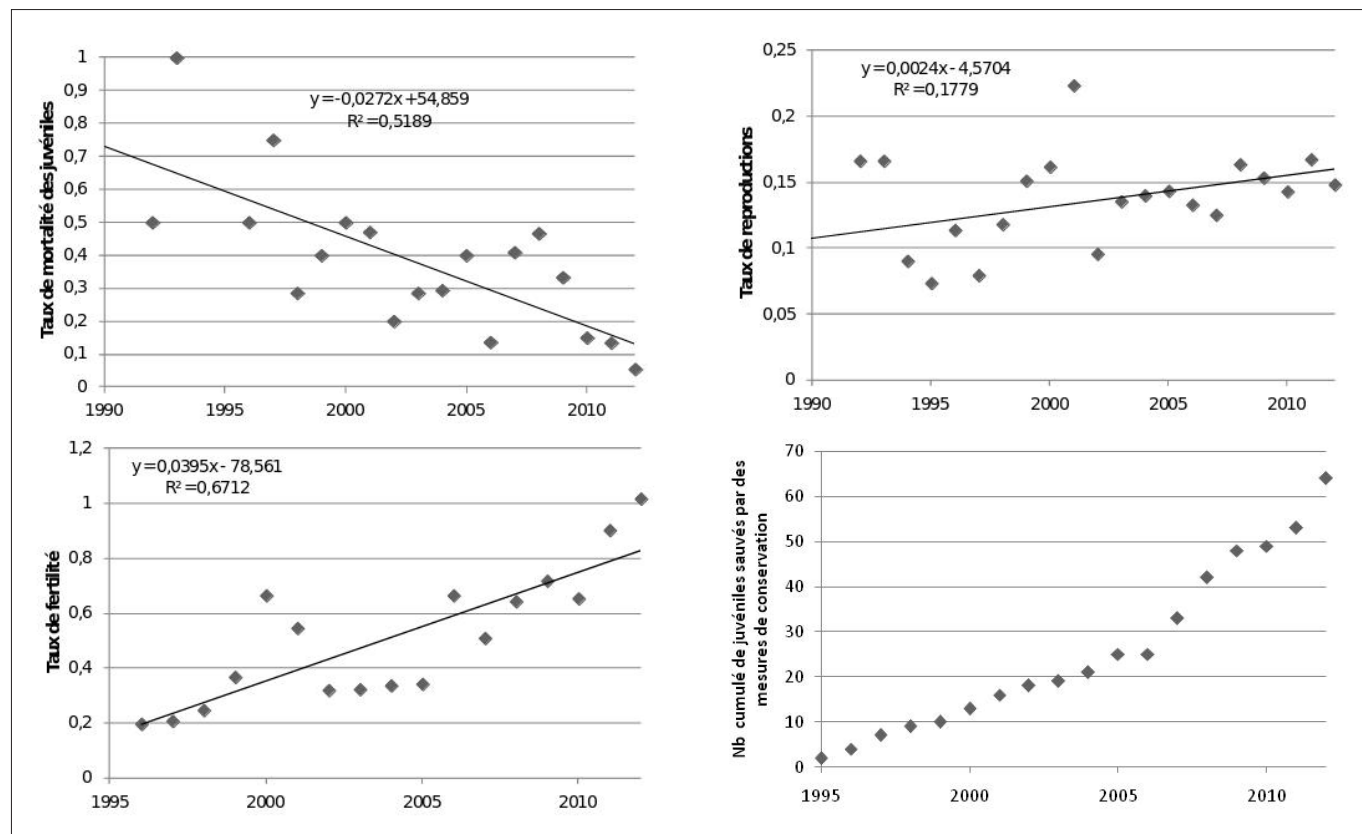 1
0,9
0,8
0,7
0,6
0,5
0,4
0,3
0,2
0,1
0
Taux de mortalité des juvéniles
y = -0,0272x + 54,859
R² = 0,5189
1990 1995 2000 2005 2010
0,25
0,2
0,15
0,1
0,05
0
Taux de reproductions
y = 0,0024x - 4,5704
R² = 0,1779
1990 1995 2000 2005 2010
1,2
1
0,8
0,6
0,4
0,2
0
Taux de fertilité
y = 0,0395x - 78,561
R² = 0,6712
1995 2000 2005 2010
70
60
50
40
30
20
10
0
Nb cumulé de juvéniles sauvés par des
mesures de conservation
1995 2000 2005 2010